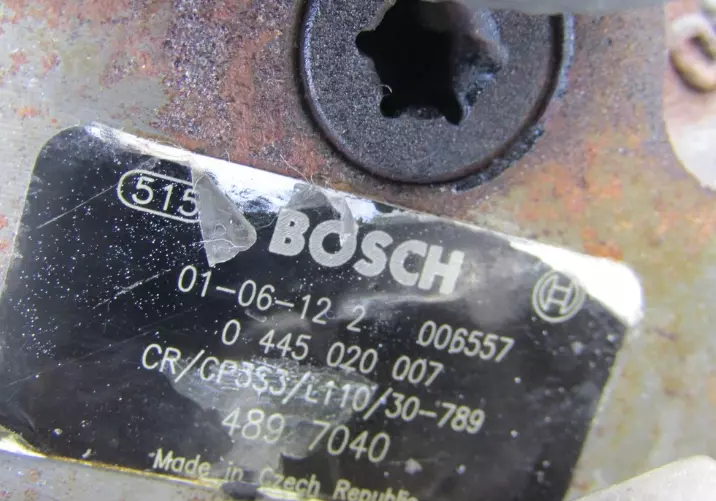 515
BOSCH
01-06-12 2 006557
0 445 020 007
CR/CP3S3/L110/30-789
489 7040
Made in Czech Republic